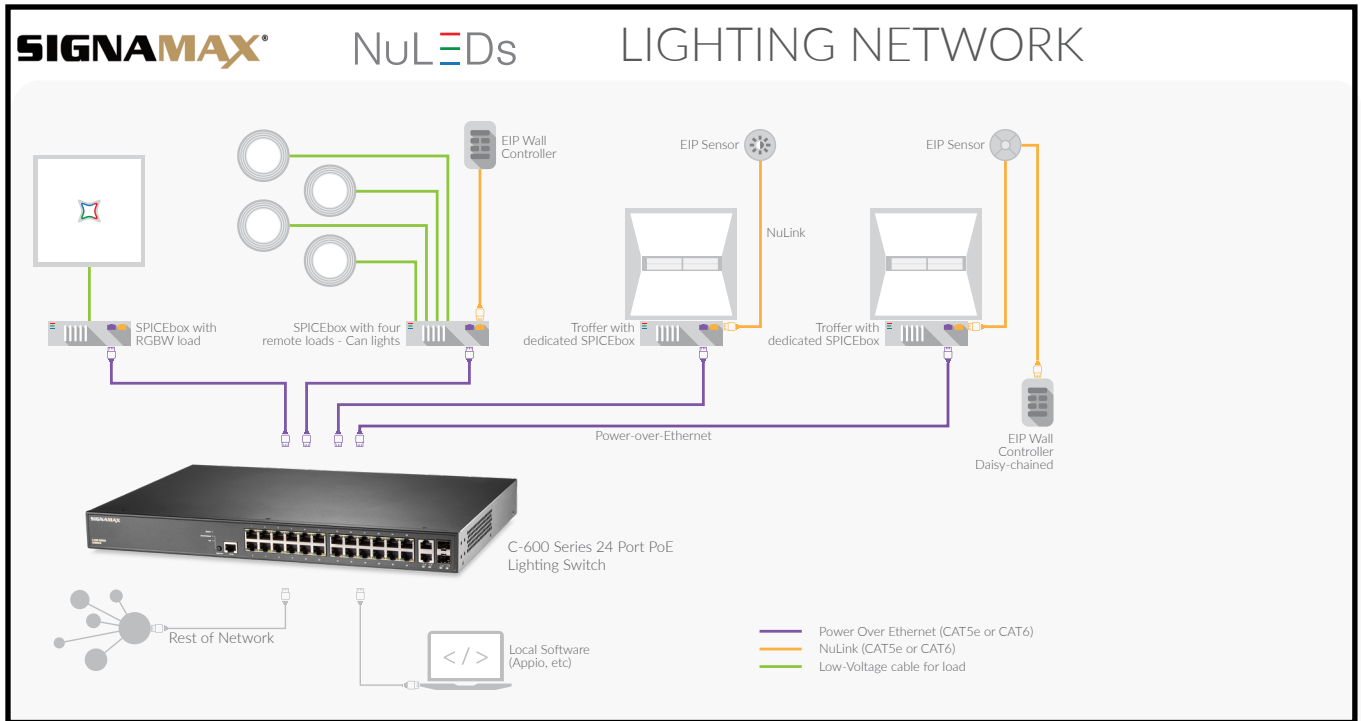 SIGNAMAX®
NuLEDs
LIGHTING NETWORK
EIP Wall
Controller
EIP Sensor
EIP Sensor
NuLink
SPICEbox with
RGBW load
SPICEbox with four
remote loads - Can lights
Troffer with
dedicated SPICEbox
Troffer with
dedicated SPICEbox
Power-over-Ethernet
EIP Wall
Controller
Daisy-chained
SIGNAMAX
C-600 Series 24 Port PoE
Lighting Switch
Rest of Network
</>
Local Software
(Appio, etc)
Power Over Ethernet (CAT5e or CAT6)
NuLink (CAT5e or CAT6)
Low-Voltage cable for load